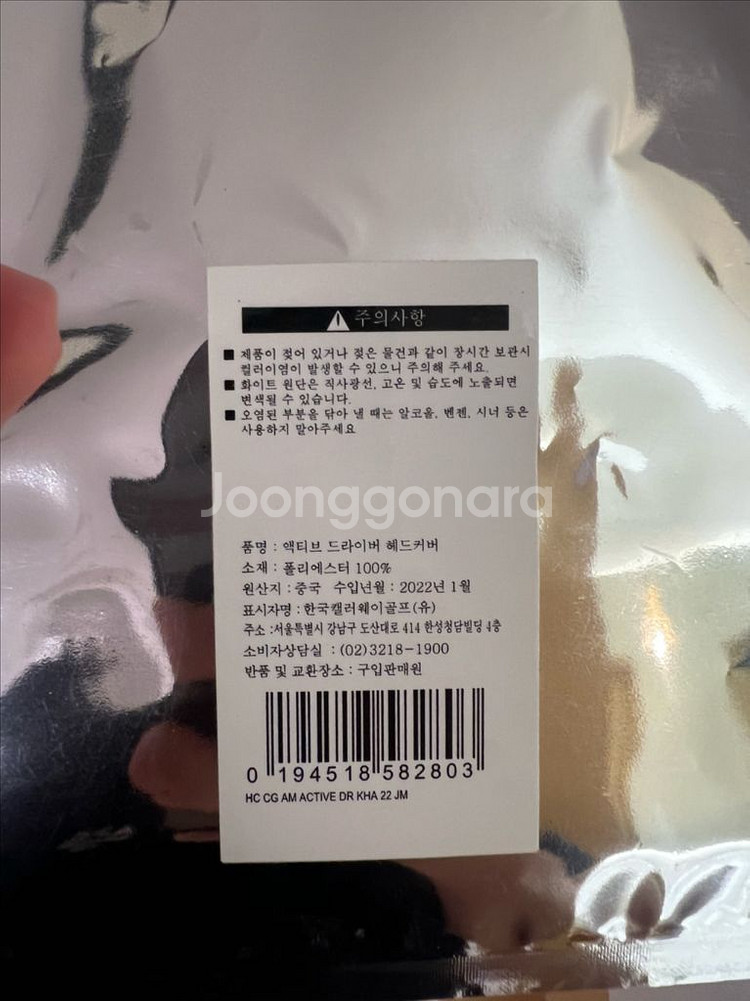 주의사항
■ 제품이 젖어 있거나 젖은 물건과 같이 장시간 보관시
컬러이염이 발생할 수 있으니 주의해 주세요.
■ 화이트 원단은 직사광선, 고온 및 습도에 노출되면
변색될 수 있습니다.
■ 오염된 부분을 닦아 낼 때는 알코올, 벤젠, 시너 등은
사용하지 말아주세요
Joonggonara
품명 : 액티브 드라이버 헤드커버
소재 : 폴리에스터 100%
원산지 : 중국 수입년월 : 2022년 1월
표시자명 : 한국캘러웨이골프(유)
주소 :서울특별시 강남구 도산대로 414 한성청담빌딩 4층
소비자상담실 : (02)3218-1900
반품 및 교환장소 : 구입판매원
0 194518 582803
HC CG AM ACTIVE DR KHA 22 JM